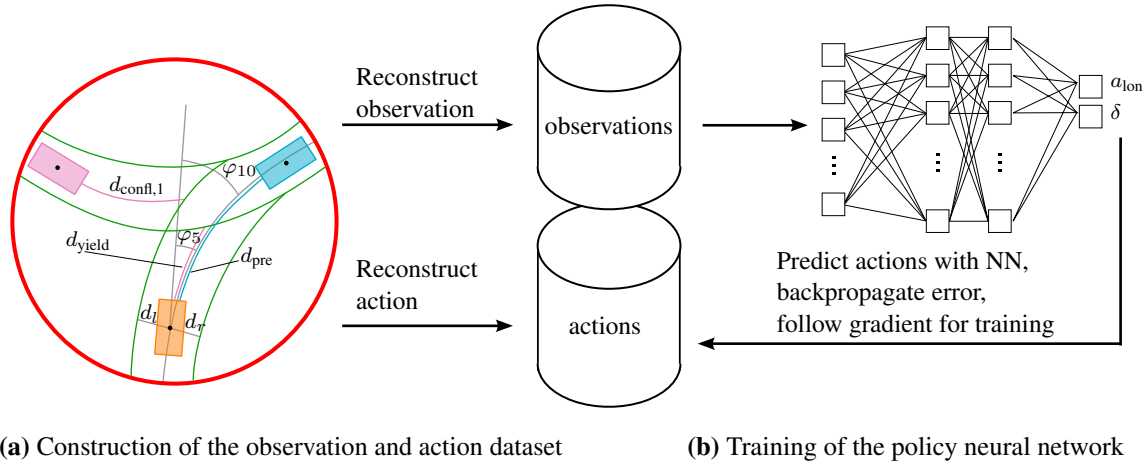 Reconstruct
observation
observations
a_lon
δ
φ_10
d_confl,1
φ_5
d_yield
d_pre
d_l
d_r
Reconstruct
action
actions
Predict actions with NN,
backpropagate error,
follow gradient for training
(a) Construction of the observation and action dataset
(b) Training of the policy neural network